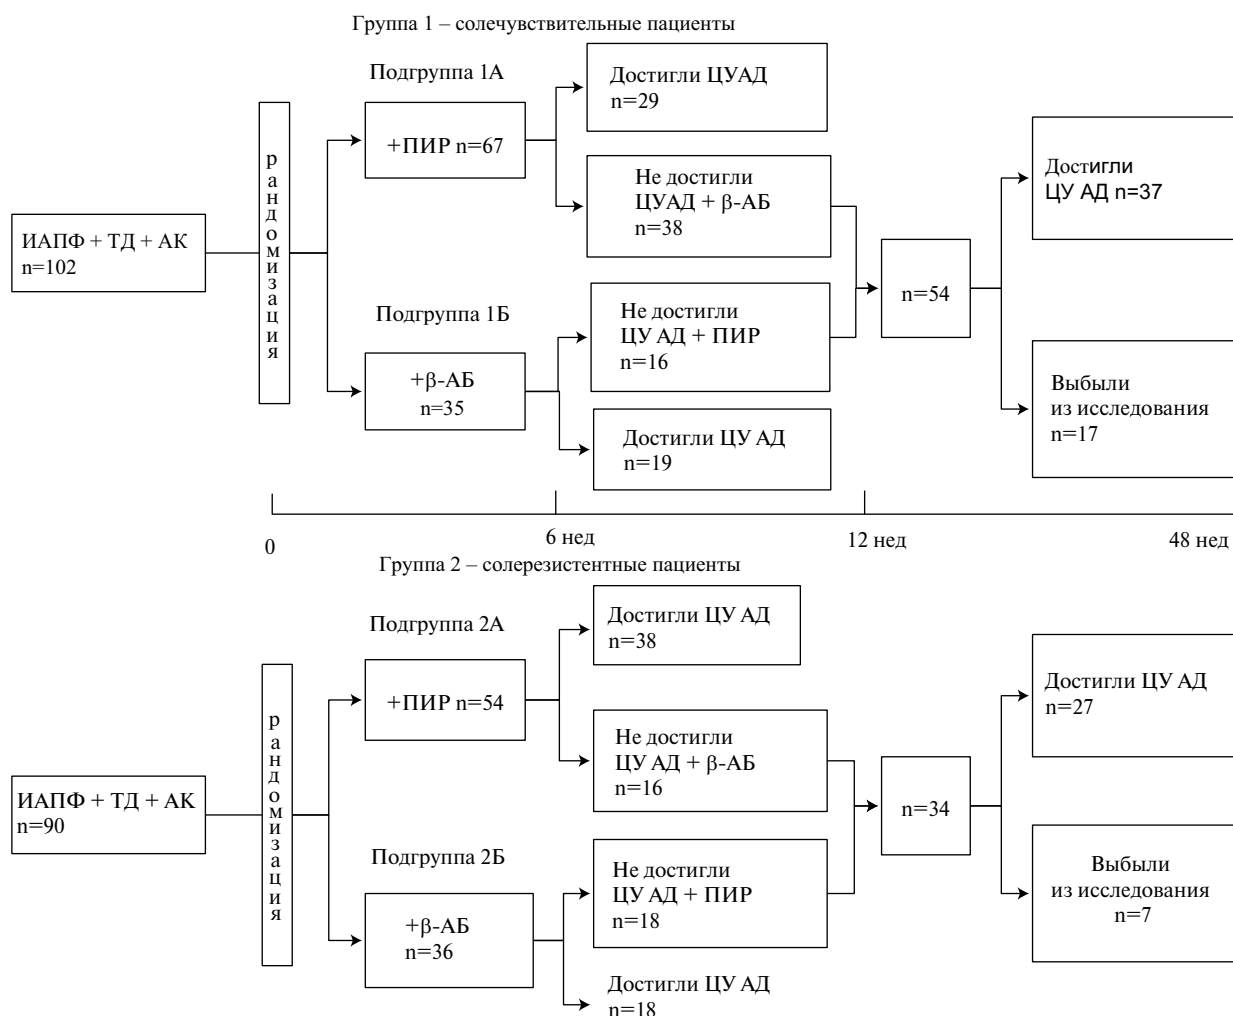 Группа 1 – солечувствительные пациенты
Подгруппа 1А
Достигли ЦУАД
n=29
+ПИР n=67
рандомизация
Не достигли
ЦУАД + β-АБ
n=38
Достигли
ЦУ АД n=37
ИАПФ + ТД + АК
n=102
n=54
Подгруппа 1Б
Не достигли
ЦУ АД + ПИР
n=16
+β-АБ
n=35
Выбыли
из исследования
n=17
Достигли ЦУ АД
n=19
0
6 нед
12 нед
48 нед
Группа 2 – солерезистентные пациенты
Подгруппа 2А
Достигли ЦУ АД
n=38
+ПИР n=54
рандомизация
Не достигли
ЦУ АД + β-АБ
n=16
Достигли ЦУ АД
n=27
ИАПФ + ТД + АК
n=90
n=34
Подгруппа 2Б
Не достигли
ЦУ АД + ПИР
n=18
+β-АБ
n=36
Выбыли
из исследования
n=7
Достигли ЦУ АД
n=18